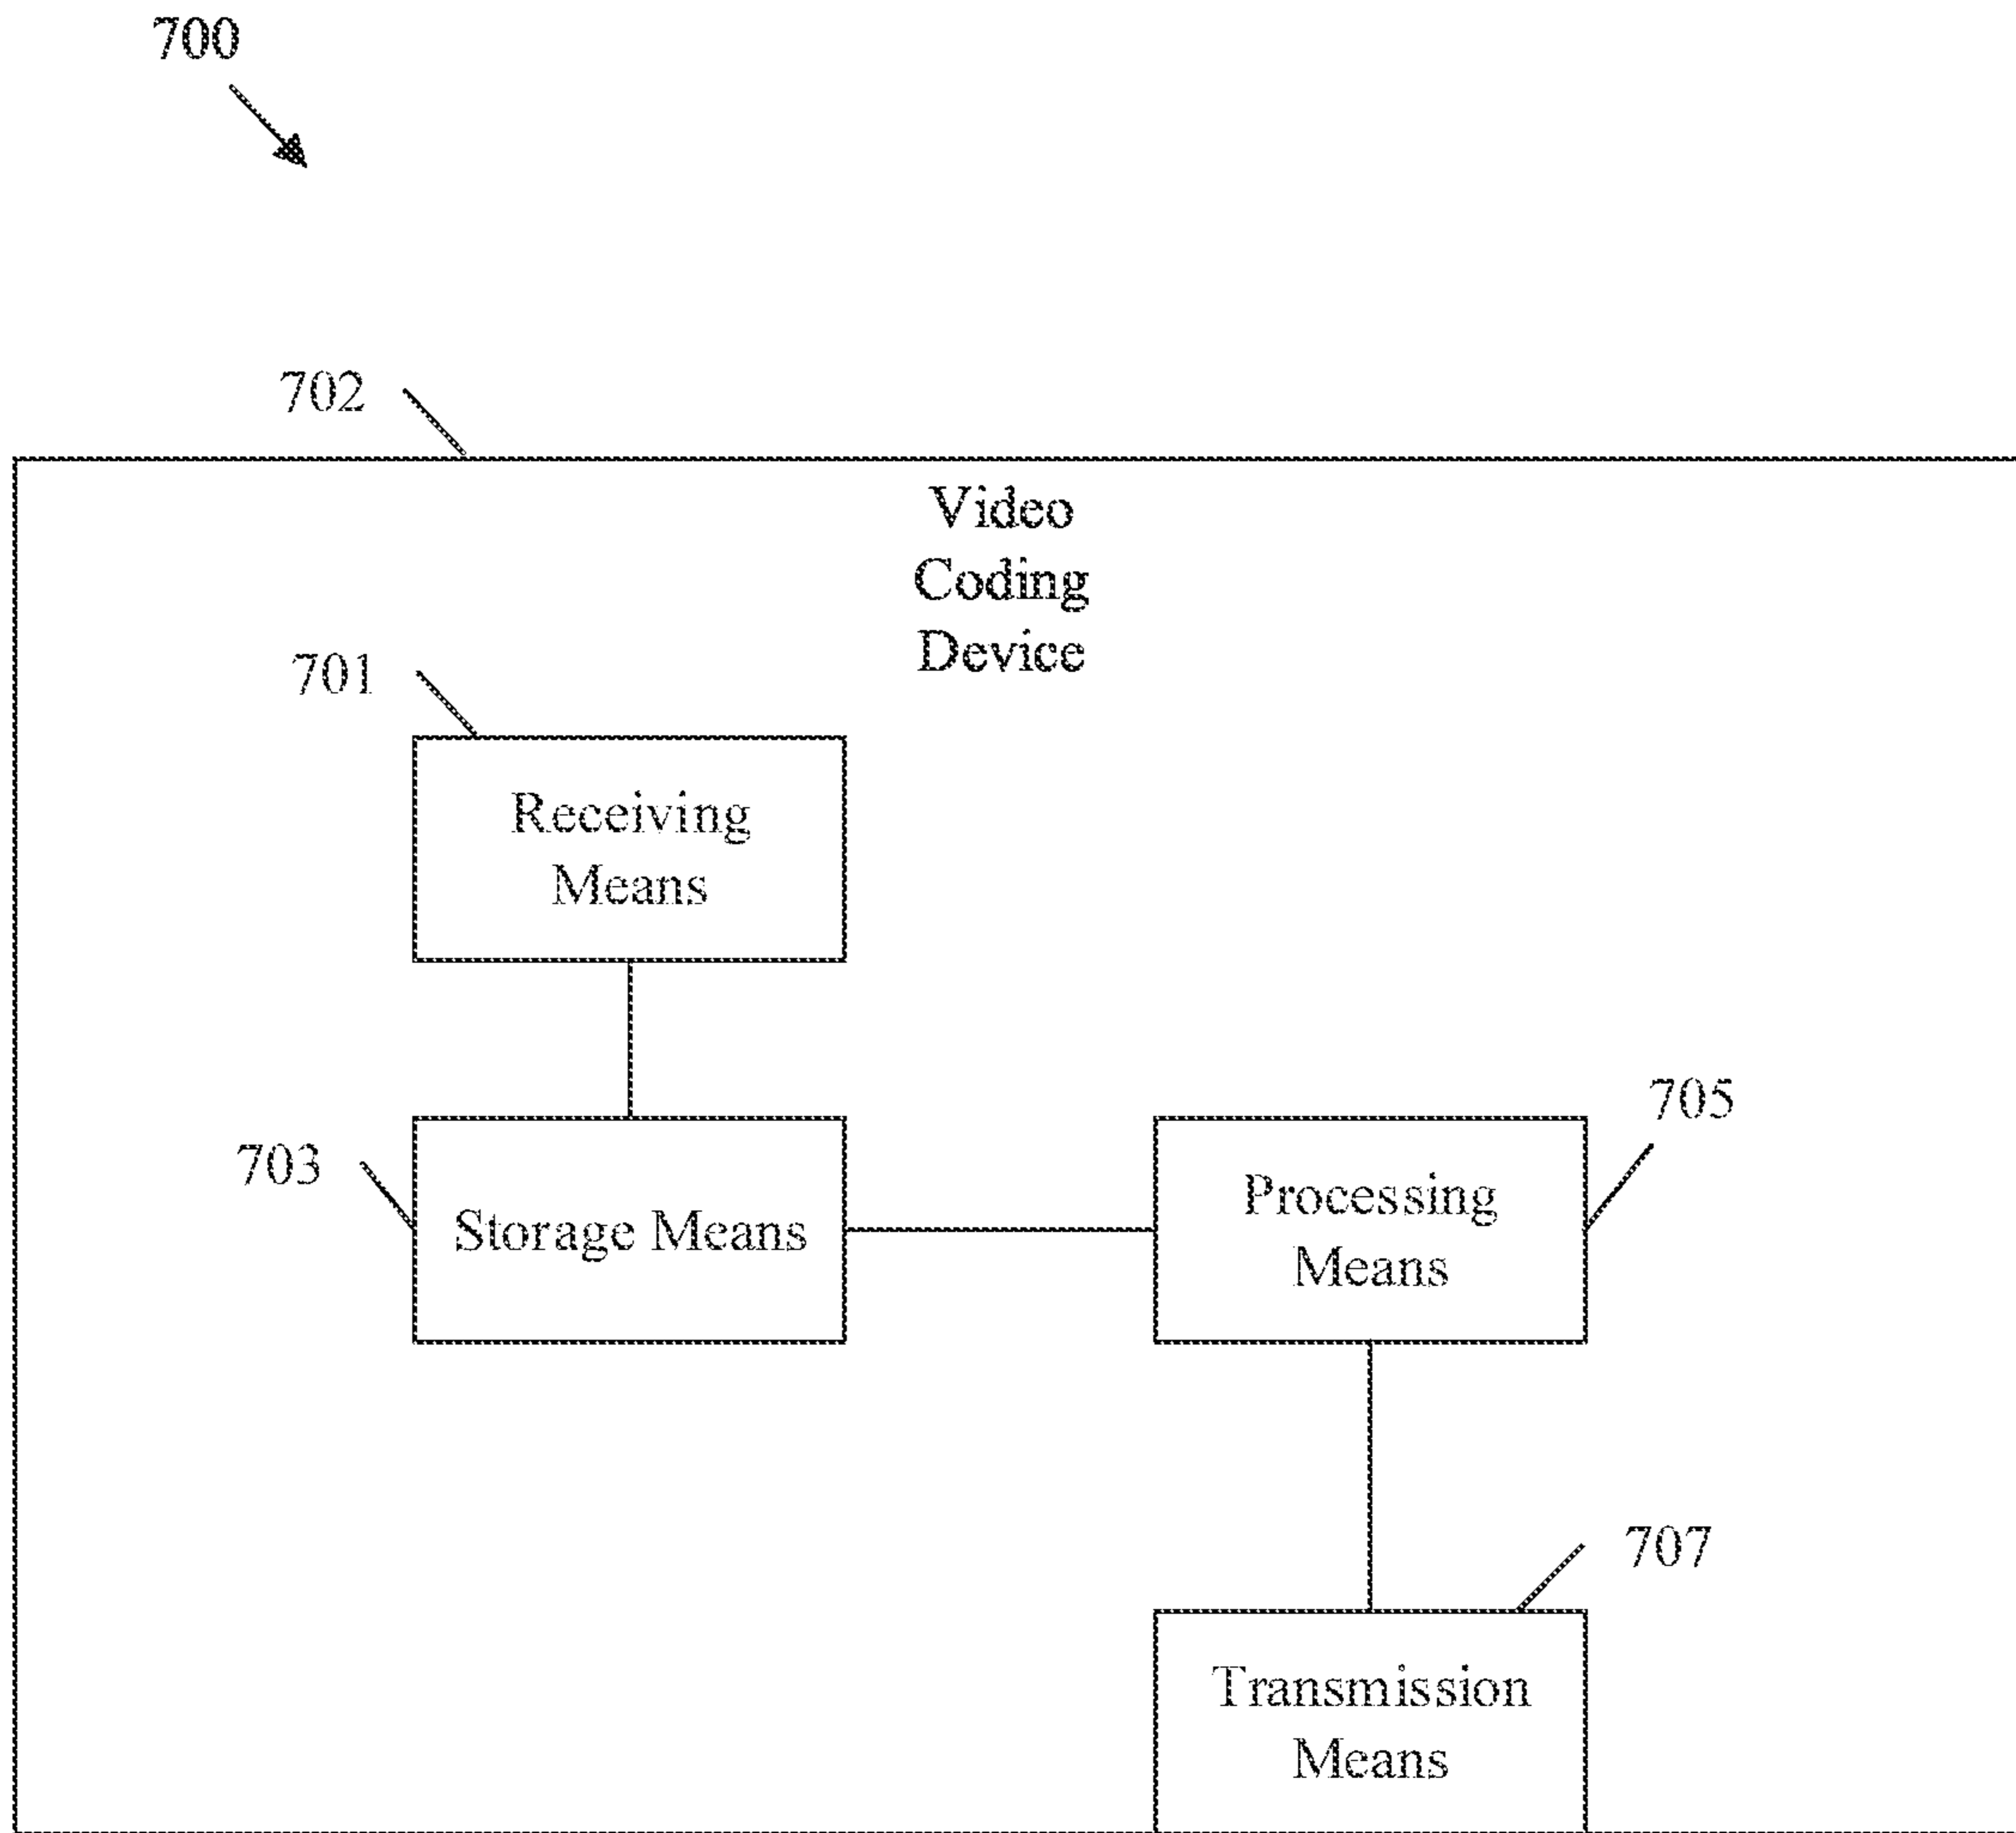 700
702
Video
Coding
Device
701
Receiving
Means
705
703
Storage Means
Processing
Means
707
Transmission
Means